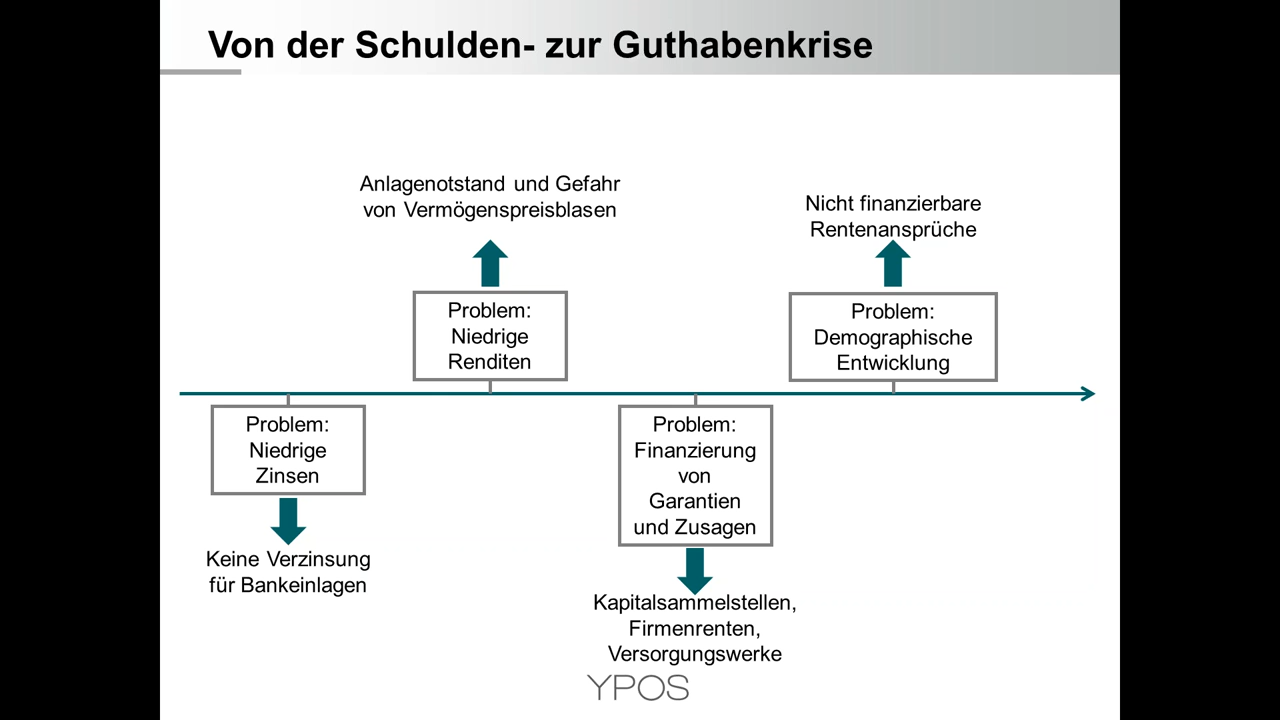 Von der Schulden- zur Guthabenkrise
Anlagenotstand und Gefahr
von Vermögenspreisblasen
Nicht finanzierbare
Rentenansprüche
Problem:
Niedrige
Renditen
Problem:
Demographische
Entwicklung
Problem:
Niedrige
Zinsen
Problem:
Finanzierung
von
Garantien
und Zusagen
Keine Verzinsung
für Bankeinlagen
Kapitalsammelstellen,
Firmenrenten,
Versorgungswerke
YPOS